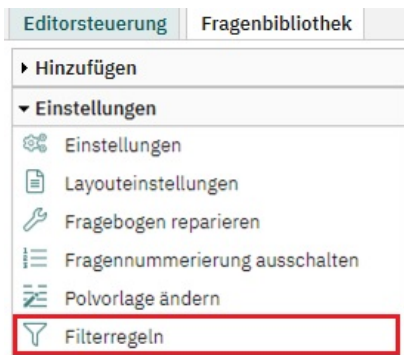 Editorsteuerung Fragenbibliothek
Hinzufügen
Einstellungen
Einstellungen
Layouteinstellungen
Fragebogen reparieren
Fragennummerierung ausschalten
Polvorlage ändern
Filterregeln